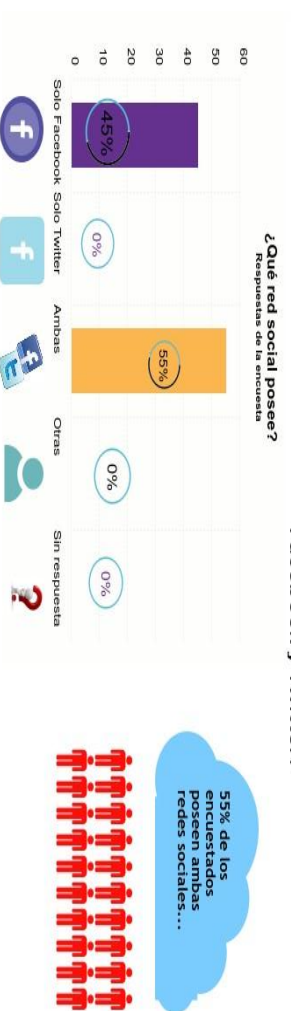 ¿Qué red social posee?
Respuestas de la encuesta
60
50
40
30
20
10
0
45%
0%
55%
0%
0%
Solo Facebook
Solo Twitter
Ambas
Otras
Sin respuesta
55% de los
encuestados
poseen ambas
redes sociales...